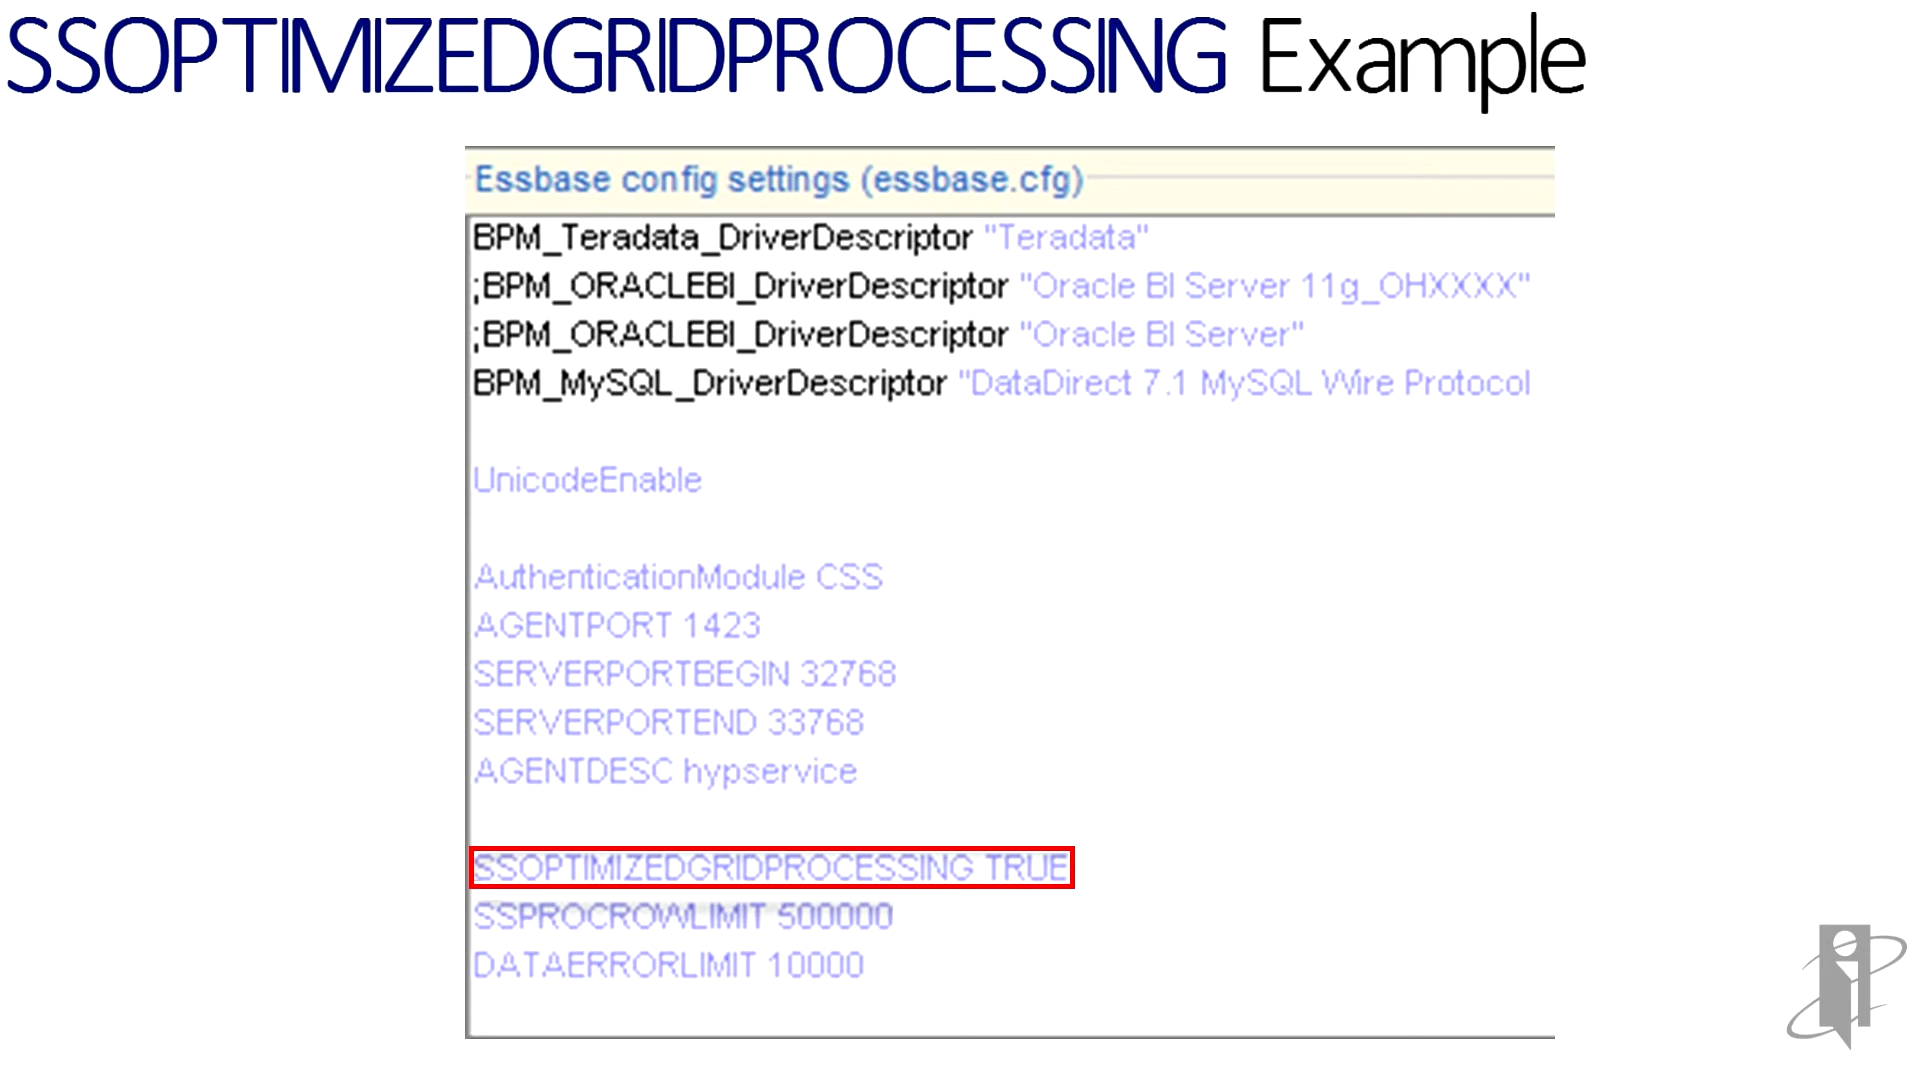 SSOPTIMIZEDGRIDPROCESSING Example
Essbase config settings (essbase.cfg)
BPM_Teradata_DriverDescriptor "Teradata"
;BPM_ORACLEBI_DriverDescriptor "Oracle BI Server 11g_OHXXXX"
;BPM_ORACLEBI_DriverDescriptor "Oracle BI Server"
BPM_MySQL_DriverDescriptor "DataDirect 7.1 MySQL Wire Protocol
UnicodeEnable
AuthenticationModule CSS
AGENTPORT 1423
SERVERPORTBEGIN 32768
SERVERPORTEND 33768
AGENTDESC hypservice
SSOPTIMIZEDGRIDPROCESSING TRUE
SSPROCROWLIMIT 500000
DATAERRORLIMIT 10000